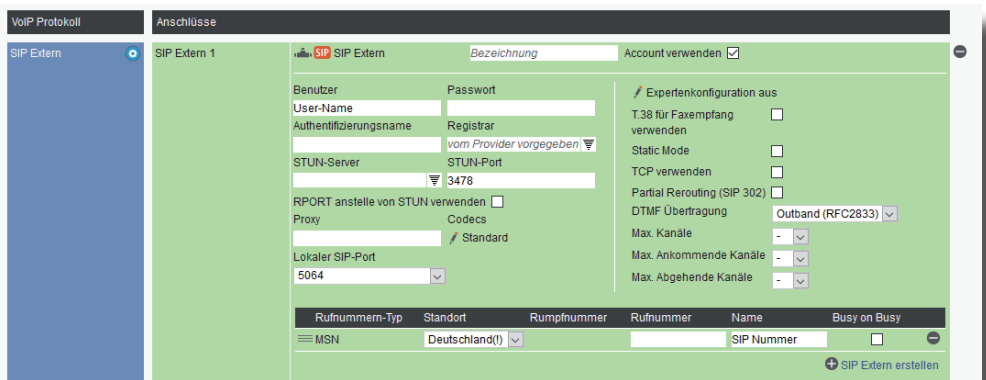 VoIP Protokoll Anschlüsse
SIP Extern SIP Extern 1 SIP SIP Extern Bezeichnung Account verwenden
Benutzer Passwort Expertenkonfiguration aus
User-Name
T.38 für Faxempfang verwenden
Authentifizierungsname Registrar
vom Provider vorgegeben
Static Mode
STUN-Server STUN-Port
3478
TCP verwenden
Partial Rerouting (SIP 302)
RPORT anstelle von STUN verwenden
DTMF Übertragung Outband (RFC2833)
Proxy Codecs
Standard
Max. Kanäle -
Max. Ankommende Kanäle -
Lokaler SIP-Port
5064
Max. Abgehende Kanäle -
Rufnummern-Typ Standort Rumpfnummer Rufnummer Name Busy on Busy
MSN Deutschland(!) SIP Nummer
SIP Extern erstellen